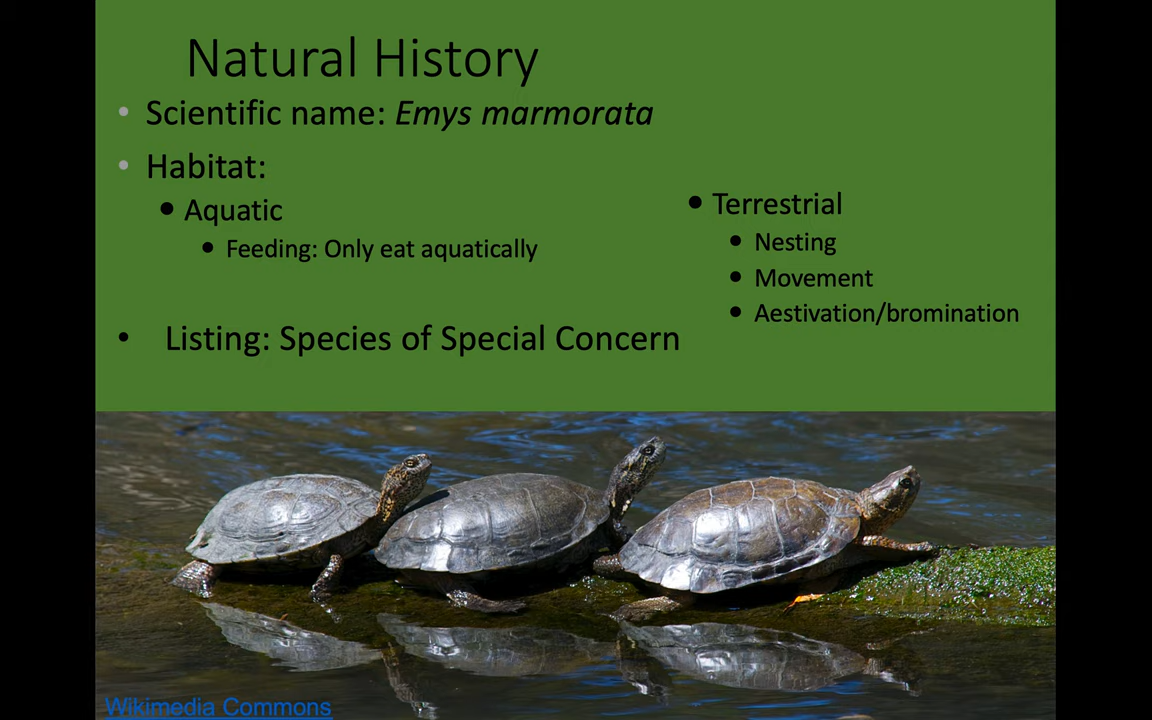 Natural History
• Scientific name: Emys marmorata
• Habitat:
• Aquatic
• Feeding: Only eat aquatically
• Terrestrial
• Nesting
• Movement
• Aestivation/bromination
• Listing: Species of Special Concern
Wikimedia Commons